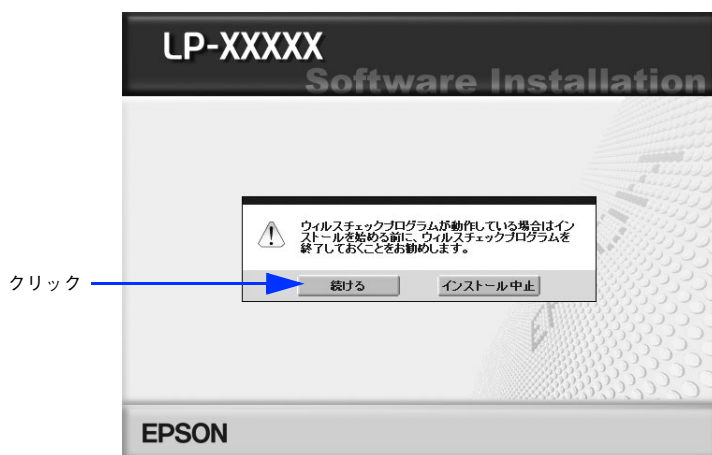 LP-XXXXX
Software Installation
ウィルスチェックプログラムが動作している場合はイン
ストールを始める前に、ウィルスチェックプログラムを
終了しておくことをお勧めします。
クリック
続ける
インストール中止
EPSON